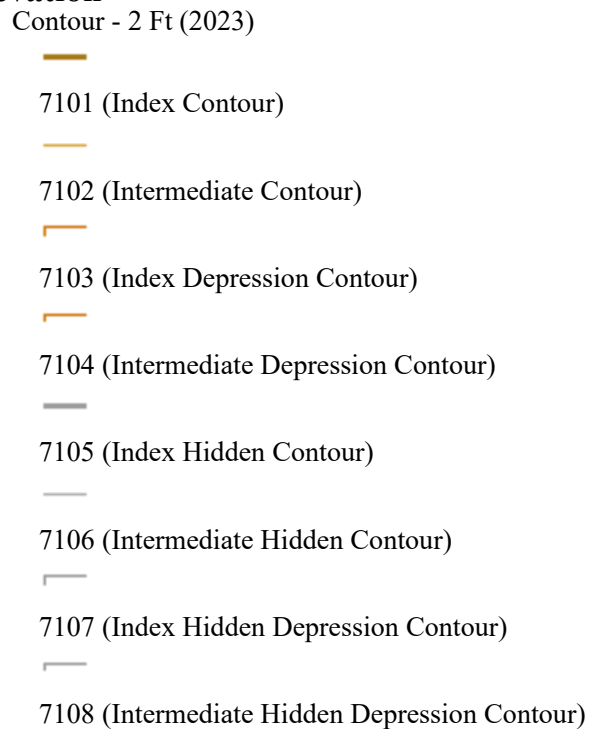 Contour - 2 Ft (2023)
7101 (Index Contour)
7102 (Intermediate Contour)
7103 (Index Depression Contour)
7104 (Intermediate Depression Contour)
7105 (Index Hidden Contour)
7106 (Intermediate Hidden Contour)
7107 (Index Hidden Depression Contour)
7108 (Intermediate Hidden Depression Contour)